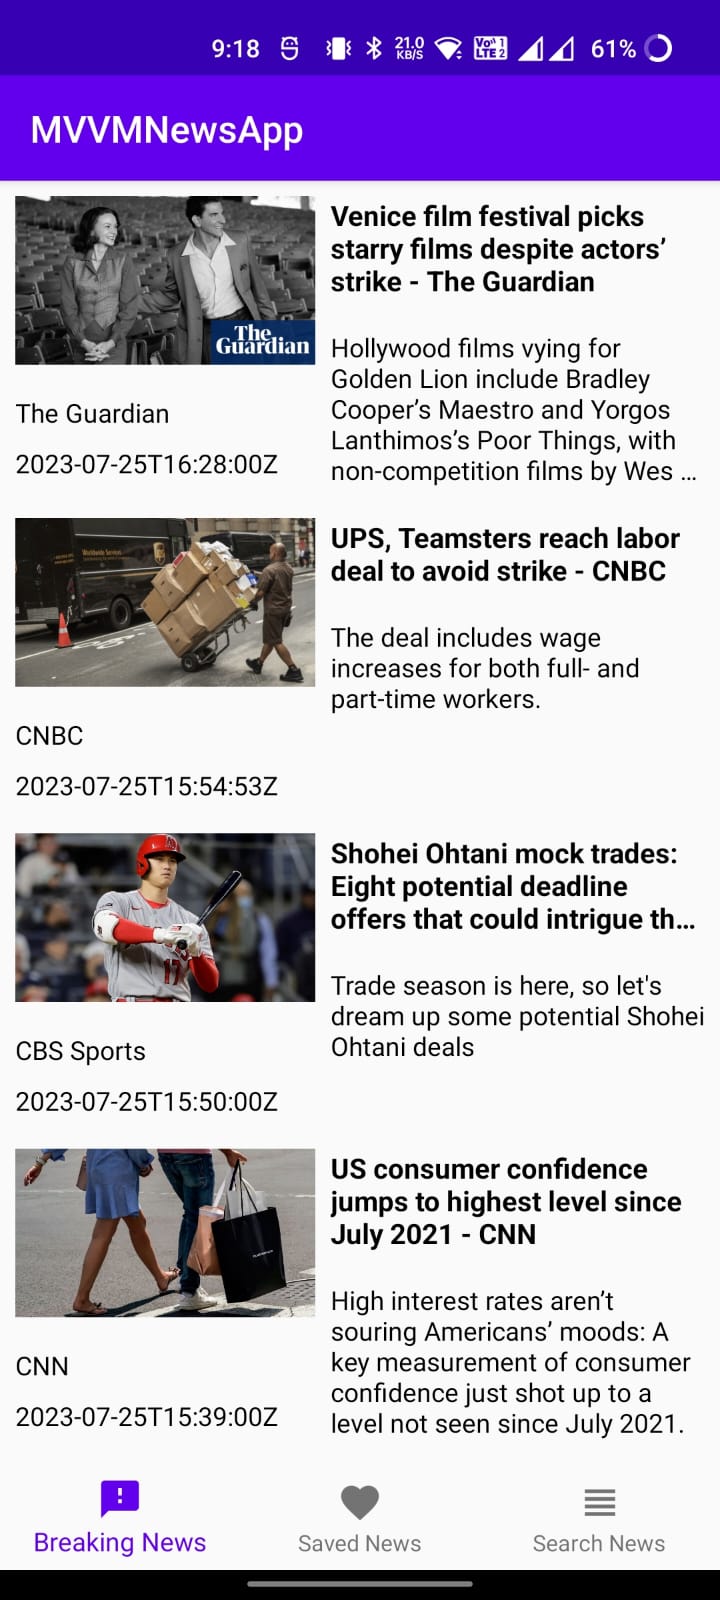 9:18
21.0
KB/S
Vo 1
LTE 2
61%
MVVMNewsApp
The
Guardian
Venice film festival picks
starry films despite actors’
strike - The Guardian
Hollywood films vying for
Golden Lion include Bradley
Cooper’s Maestro and Yorgos
Lanthimos’s Poor Things, with
non-competition films by Wes …
The Guardian
2023-07-25T16:28:00Z
Worldwide Services
UPS, Teamsters reach labor
deal to avoid strike - CNBC
The deal includes wage
increases for both full- and
part-time workers.
CNBC
2023-07-25T15:54:53Z
17
Shohei Ohtani mock trades:
Eight potential deadline
offers that could intrigue th…
Trade season is here, so let's
dream up some potential Shohei
Ohtani deals
CBS Sports
2023-07-25T15:50:00Z
US consumer confidence
jumps to highest level since
July 2021 - CNN
High interest rates aren’t
souring Americans’ moods: A
key measurement of consumer
confidence just shot up to a
level not seen since July 2021.
CNN
2023-07-25T15:39:00Z
Breaking News
Saved News
Search News